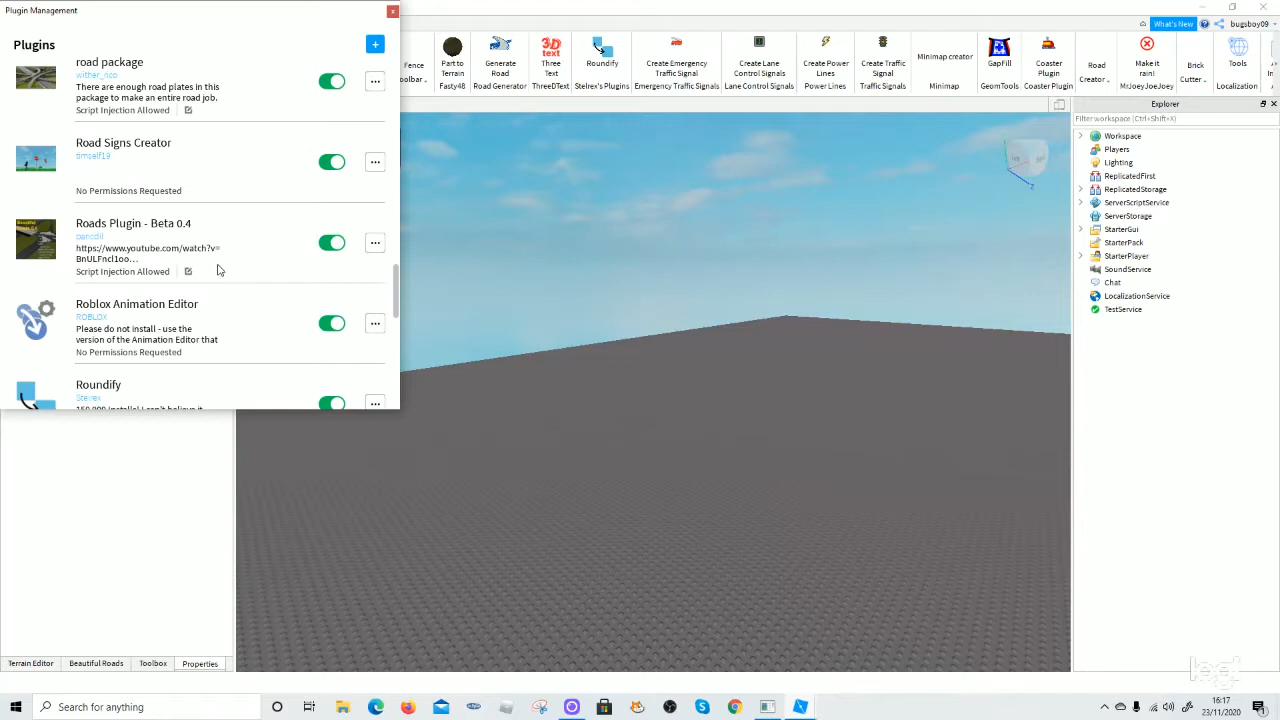 Plugin Management
Plugins
road package
wither_rico
There are enough road plates in this
package to make an entire road job.
Script Injection Allowed
Road Signs Creator
timself19
No Permissions Requested
Roads Plugin - Beta 0.4
https://www.youtube.com/watch?v=
BnULFncl1oo...
Script Injection Allowed
Roblox Animation Editor
ROBLOX
Please do not install - use the
version of the Animation Editor that
No Permissions Requested
Roundify
Stelrex
What's New
bugsboy09
Fence
Part to
Terrain
Fasty48
Generate
Road
Road Generator
3D
text
Three
Text
ThreeDText
Roundify
Stelrex's Plugins
Create Emergency
Traffic Signal
Emergency Traffic Signals
Create Lane
Control Signals
Lane Control Signals
Create Power
Lines
Power Lines
Create Traffic
Signal
Traffic Signals
Minimap creator
Minimap
GapFill
GeomTools
Coaster
Plugin
Coaster Plugin
Road
Creator
Make it
rain!
MrJoeyJoeJoey
Brick
Cutter
Tools
Localization
Explorer
Filter workspace (Ctrl+Shift+X)
Workspace
Players
Lighting
ReplicatedFirst
ReplicatedStorage
ServerScriptService
ServerStorage
StarterGui
StarterPack
StarterPlayer
SoundService
Chat
LocalizationService
TestService
Z
Terrain Editor
Beautiful Roads
Toolbox
Properties
Search for anything
16:17
23/11/2020